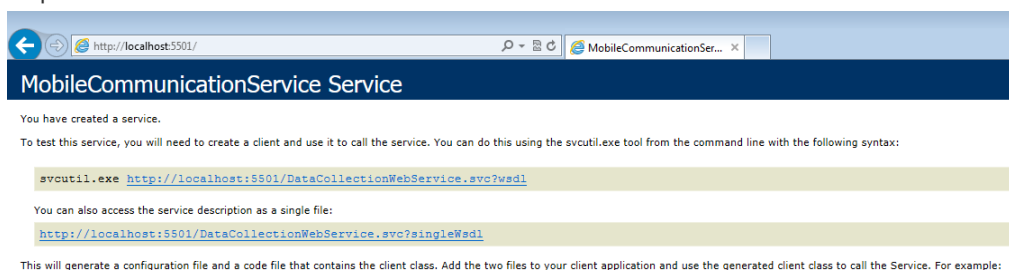 http://localhost:5501/
MobileCommunicationSer...
MobileCommunicationService Service
You have created a service.
To test this service, you will need to create a client and use it to call the service. You can do this using the svcutil.exe tool from the command line with the following syntax:
svcutil.exe http://localhost:5501/DataCollectionWebService.svc?wsdl
You can also access the service description as a single file:
http://localhost:5501/DataCollectionWebService.svc?singleWsdl
This will generate a configuration file and a code file that contains the client class. Add the two files to your client application and use the generated client class to call the Service. For example: